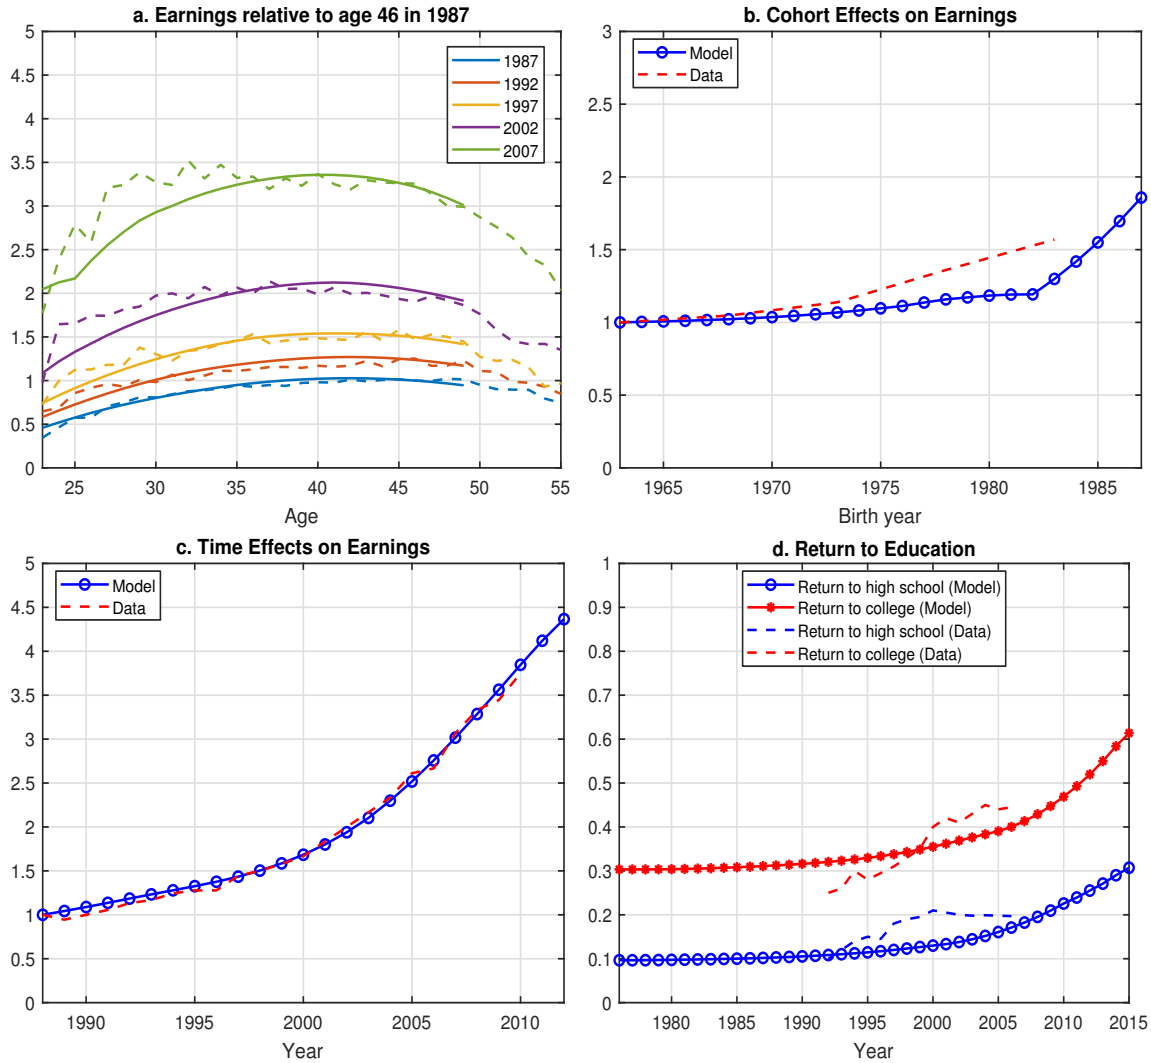 a. Earnings relative to age 46 in 1987
5
4.5
4
3.5
3
2.5
2
1.5
1
0.5
0
1987
1992
1997
2002
2007
25 30 35 40 45 50 55
Age
b. Cohort Effects on Earnings
3
2.5
2
1.5
1
0.5
0
Model
Data
1965 1970 1975 1980 1985
Birth year
c. Time Effects on Earnings
5
4.5
4
3.5
3
2.5
2
1.5
1
0.5
0
Model
Data
1990 1995 2000 2005 2010
Year
d. Return to Education
1
0.9
0.8
0.7
0.6
0.5
0.4
0.3
0.2
0.1
0
Return to high school (Model)
Return to college (Model)
Return to high school (Data)
Return to college (Data)
1980 1985 1990 1995 2000 2005 2010 2015
Year